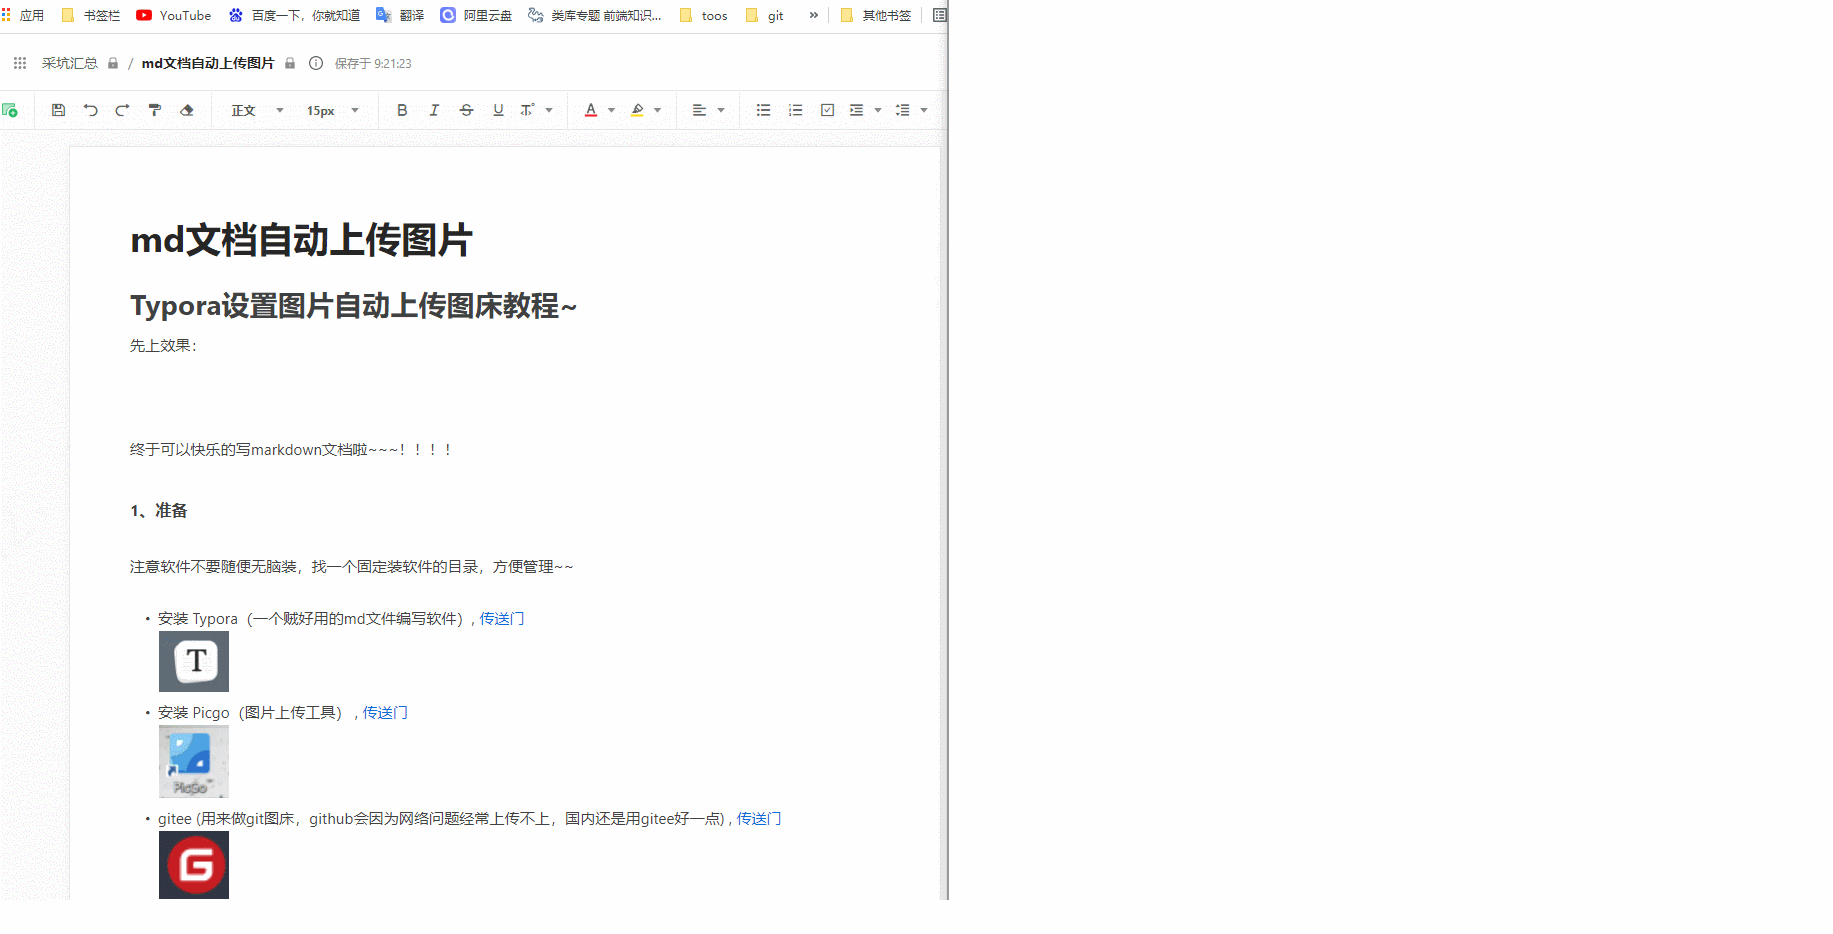 应用 书签栏 YouTube 百度一下，你就知道 翻译 阿里云盘 类库专题 前端知识... toos git » 其他书签
采坑汇总 / md文档自动上传图片 保存于 9:21:23
正文 15px B I S U T A
md文档自动上传图片
Typora设置图片自动上传图床教程~
先上效果：
终于可以快乐的写markdown文档啦~~~！！！！
1、准备
注意软件不要随便无脑装，找一个固定装软件的目录，方便管理~~
• 安装 Typora（一个贼好用的md文件编写软件）, 传送门
T
• 安装 Picgo（图片上传工具） , 传送门
PicGo
• gitee (用来做git图床，github会因为网络问题经常上传不上，国内还是用gitee好一点) , 传送门
G